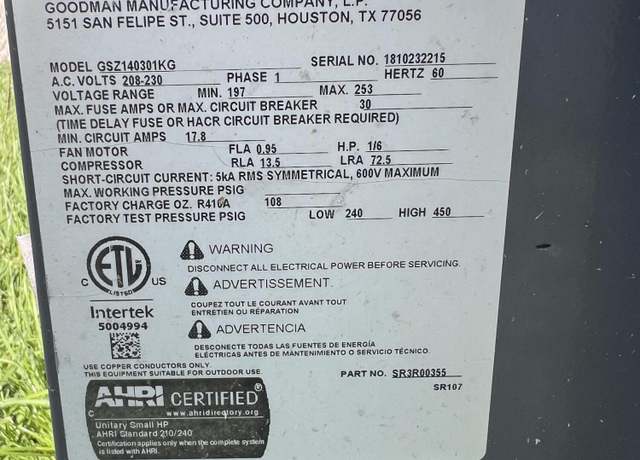 GOODMAN MANUFACTURING COMPANY, L.P.
5151 SAN FELIPE ST., SUITE 500, HOUSTON, TX 77056
MODEL GSZ140301KG SERIAL NO. 1810232215
A.C. VOLTS 208-230 PHASE 1 HERTZ 60
VOLTAGE RANGE MIN. 197 MAX. 253
MAX. FUSE AMPS OR MAX. CIRCUIT BREAKER 30
(TIME DELAY FUSE OR HACR CIRCUIT BREAKER REQUIRED)
MIN. CIRCUIT AMPS 17.8
FAN MOTOR FLA 0.95 H.P. 1/6
COMPRESSOR RLA 13.5 LRA 72.5
SHORT-CIRCUIT CURRENT: 5kA RMS SYMMETRICAL, 600V MAXIMUM
MAX. WORKING PRESSURE PSIG
FACTORY CHARGE OZ. R410A 108
FACTORY TEST PRESSURE PSIG LOW 240 HIGH 450
WARNING
DISCONNECT ALL ELECTRICAL POWER BEFORE SERVICING.
ADVERTISSEMENT.
COUPEZ TOUT LE COURANT AVANT TOUT
ENTRETIEN OU RÉPARATION
ADVERTENCIA
DESCONECTE TODAS LAS FUENTES DE ENERGÍA
ELÉCTRICAS ANTES DE MANTENIMIENTO O SERVICIO TÉCNICO.
ETL
LISTED
C US
Intertek
5004994
USE COPPER CONDUCTORS ONLY.
THIS EQUIPMENT SUITABLE FOR OUTDOOR USE.
PART NO. SR3R00355
SR107
AHRI CERTIFIED®
C www.ahridirectory.org
Unitary Small HP
AHRI Standard 210/240
Certification applies only when the complete system
is listed with AHRI.